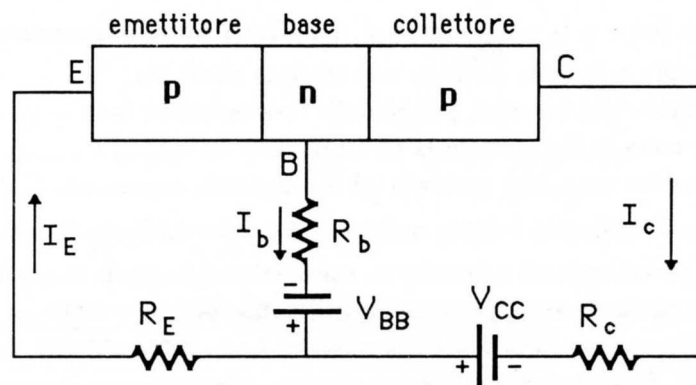 emettitore base collettore
E p n p C
B
I_E I_b R_b I_c
-
V_BB V_CC
R_E + + - R_c